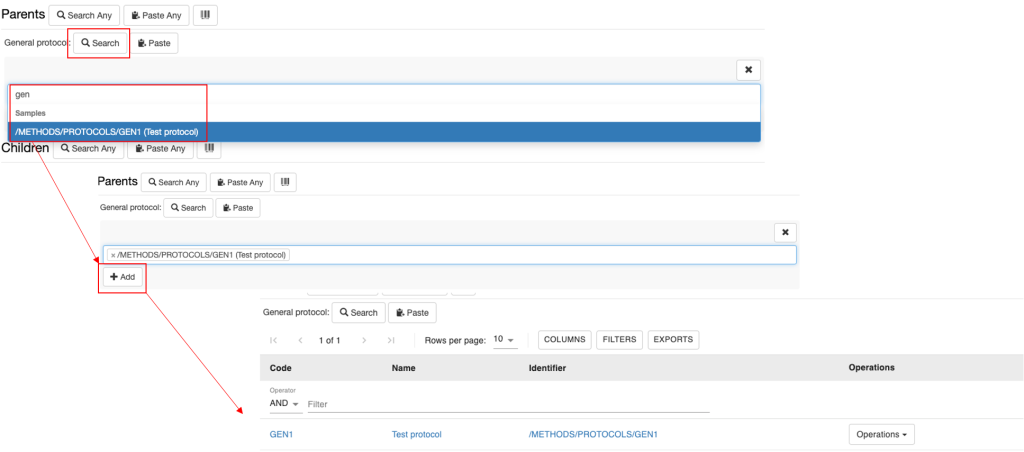 Parents Search Any Paste Any
General protocol: Search Paste
gen
Samples
/METHODS/PROTOCOLS/GEN1 (Test protocol)
Children Search Any Paste Any
Parents Search Any Paste Any
General protocol: Search Paste
× /METHODS/PROTOCOLS/GEN1 (Test protocol)
+ Add
General protocol: Search Paste
1 of 1 Rows per page: 10 COLUMNS FILTERS EXPORTS
Code Name Identifier Operations
Operator
AND Filter
GEN1 Test protocol /METHODS/PROTOCOLS/GEN1 Operations